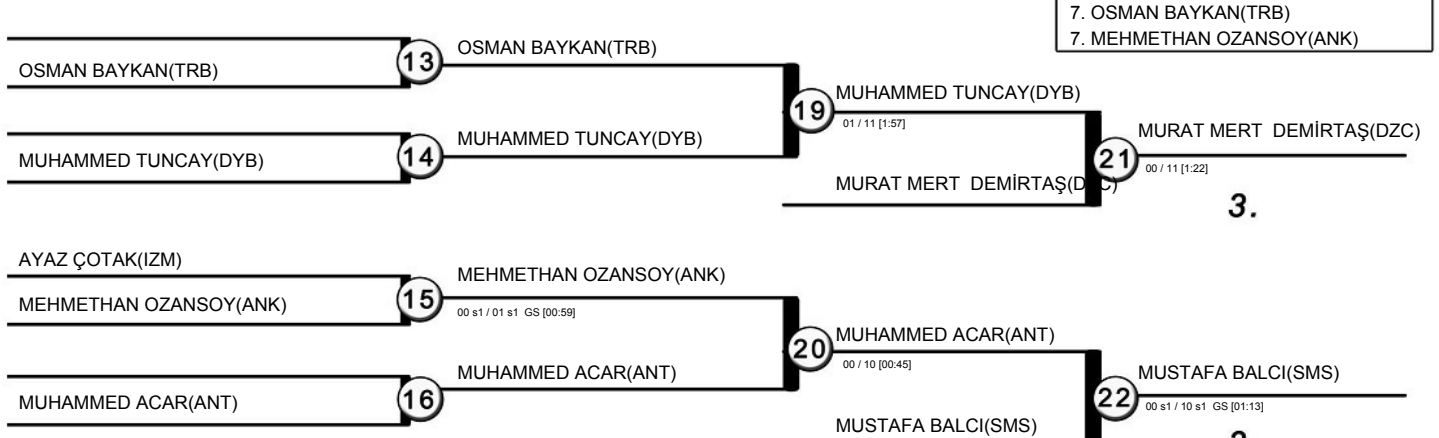 7. OSMAN BAYKAN(TRB)
7. MEHMETHAN OZANSOY(ANK)
OSMAN BAYKAN(TRB)
13
OSMAN BAYKAN(TRB)
MUHAMMED TUNCAY(DYB)
14
MUHAMMED TUNCAY(DYB)
19
MUHAMMED TUNCAY(DYB)
01 / 11 [1:57]
MURAT MERT DEMİRTAŞ(DZC)
21
MURAT MERT DEMİRTAŞ(DZC)
00 / 11 [1:22]
3.
AYAZ ÇOTAK(IZM)
MEHMETHAN OZANSOY(ANK)
15
MEHMETHAN OZANSOY(ANK)
00 s1 / 01 s1 GS [00:59]
MUHAMMED ACAR(ANT)
16
MUHAMMED ACAR(ANT)
20
MUHAMMED ACAR(ANT)
00 / 10 [00:45]
MUSTAFA BALCI(SMS)
22
MUSTAFA BALCI(SMS)
00 s1 / 10 s1 GS [01:13]